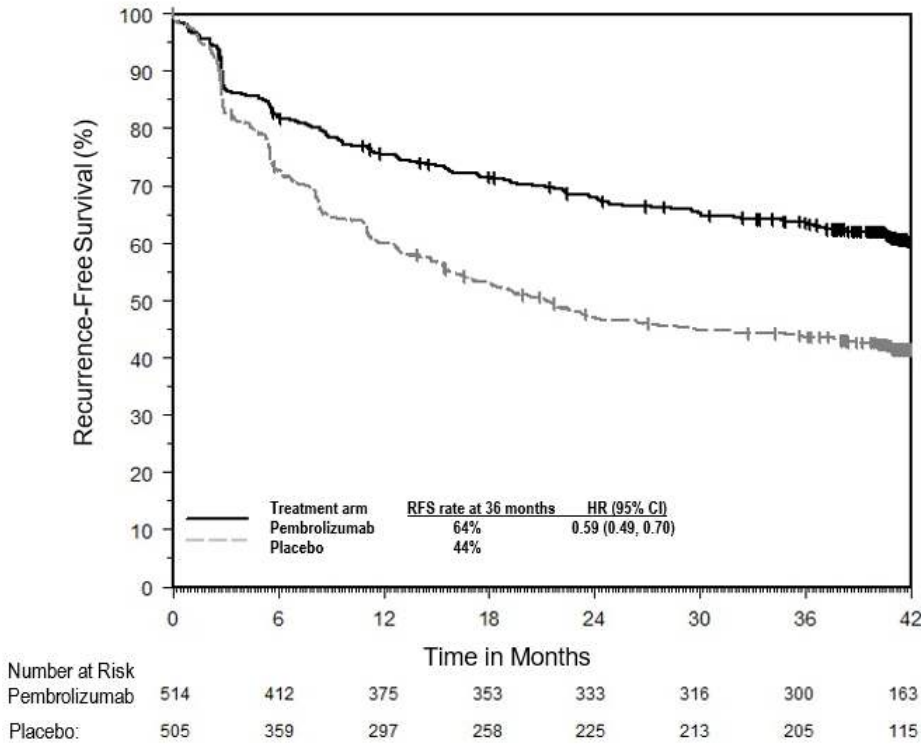 100
90
80
70
60
50
40
30
20
10
0
Recurrence-Free Survival (%)
Treatment arm RFS rate at 36 months HR (95% CI)
Pembrolizumab 64% 0.59 (0.49, 0.70)
Placebo 44%
0 6 12 18 24 30 36 42
Time in Months
Number at Risk
Pembrolizumab 514 412 375 353 333 316 300 163
Placebo: 505 359 297 258 225 213 205 115